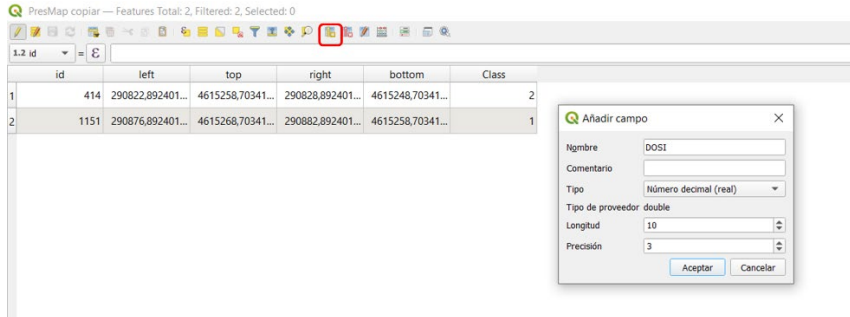 PresMap copiar — Features Total: 2, Filtered: 2, Selected: 0
1.2 id = ε
id left top right bottom Class
1 414 290822,892401... 4615258,70341... 290828,892401... 4615248,70341... 2
2 1151 290876,892401... 4615268,70341... 290882,892401... 4615258,70341... 1
Añadir campo
Nombre DOSI
Comentario
Tipo Número decimal (real)
Tipo de proveedor double
Longitud 10
Precisión 3
Aceptar Cancelar